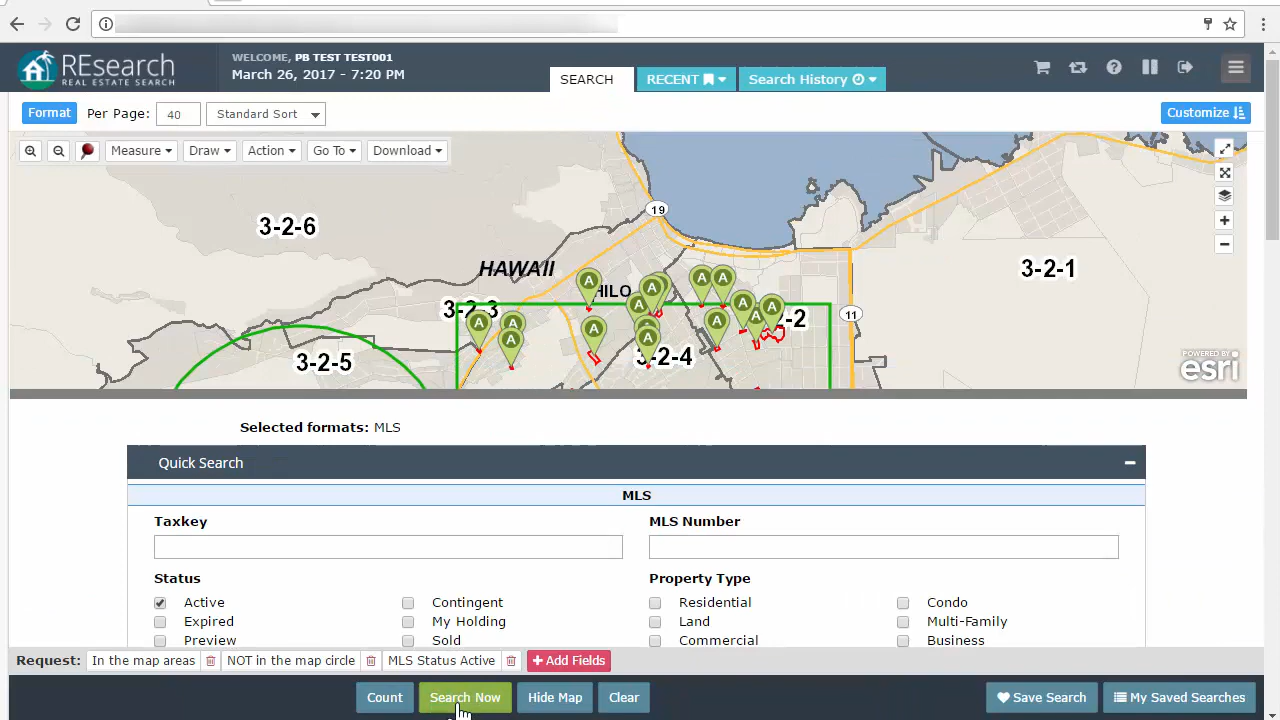 REsearch
REAL ESTATE SEARCH
WELCOME, PB TEST TEST001
March 26, 2017 - 7:20 PM
SEARCH
RECENT
Search History
Format
Per Page:
40
Standard Sort
Customize
Measure
Draw
Action
Go To
Download
19
3-2-6
HAWAII
3-2-1
A
A
A
A
HILO
A
A
A
3-2-3
A
A
A
A
A
A
-2
11
A
A
3-2-5
3-2-4
POWERED BY
esri
Selected formats: MLS
Quick Search
MLS
Taxkey
MLS Number
Status
Property Type
Active
Contingent
Residential
Condo
Expired
My Holding
Land
Multi-Family
Preview
Sold
Commercial
Business
Request:
In the map areas
NOT in the map circle
MLS Status Active
+ Add Fields
Count
Search Now
Hide Map
Clear
Save Search
My Saved Searches